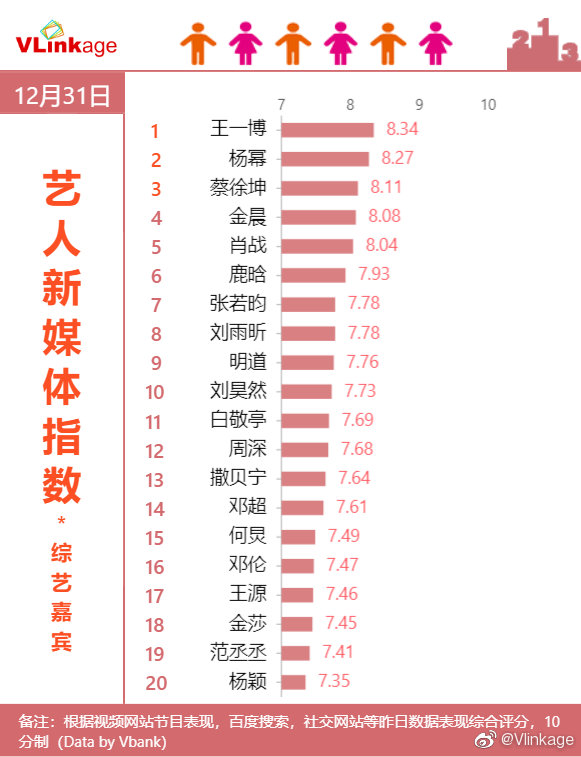 VLinkage
2 1 3
12月31日
艺人新媒体指数
*综艺嘉宾
7 8 9 10
1 王一博 8.34
2 杨幂 8.27
3 蔡徐坤 8.11
4 金晨 8.08
5 肖战 8.04
6 鹿晗 7.93
7 张若昀 7.78
8 刘雨昕 7.78
9 明道 7.76
10 刘昊然 7.73
11 白敬亭 7.69
12 周深 7.68
13 撒贝宁 7.64
14 邓超 7.61
15 何炅 7.49
16 邓伦 7.47
17 王源 7.46
18 金莎 7.45
19 范丞丞 7.41
20 杨颖 7.35
备注：根据视频网站节目表现，百度搜索，社交网站等昨日数据表现综合评分，10
分制（Data by Vbank)
@Vlinkage